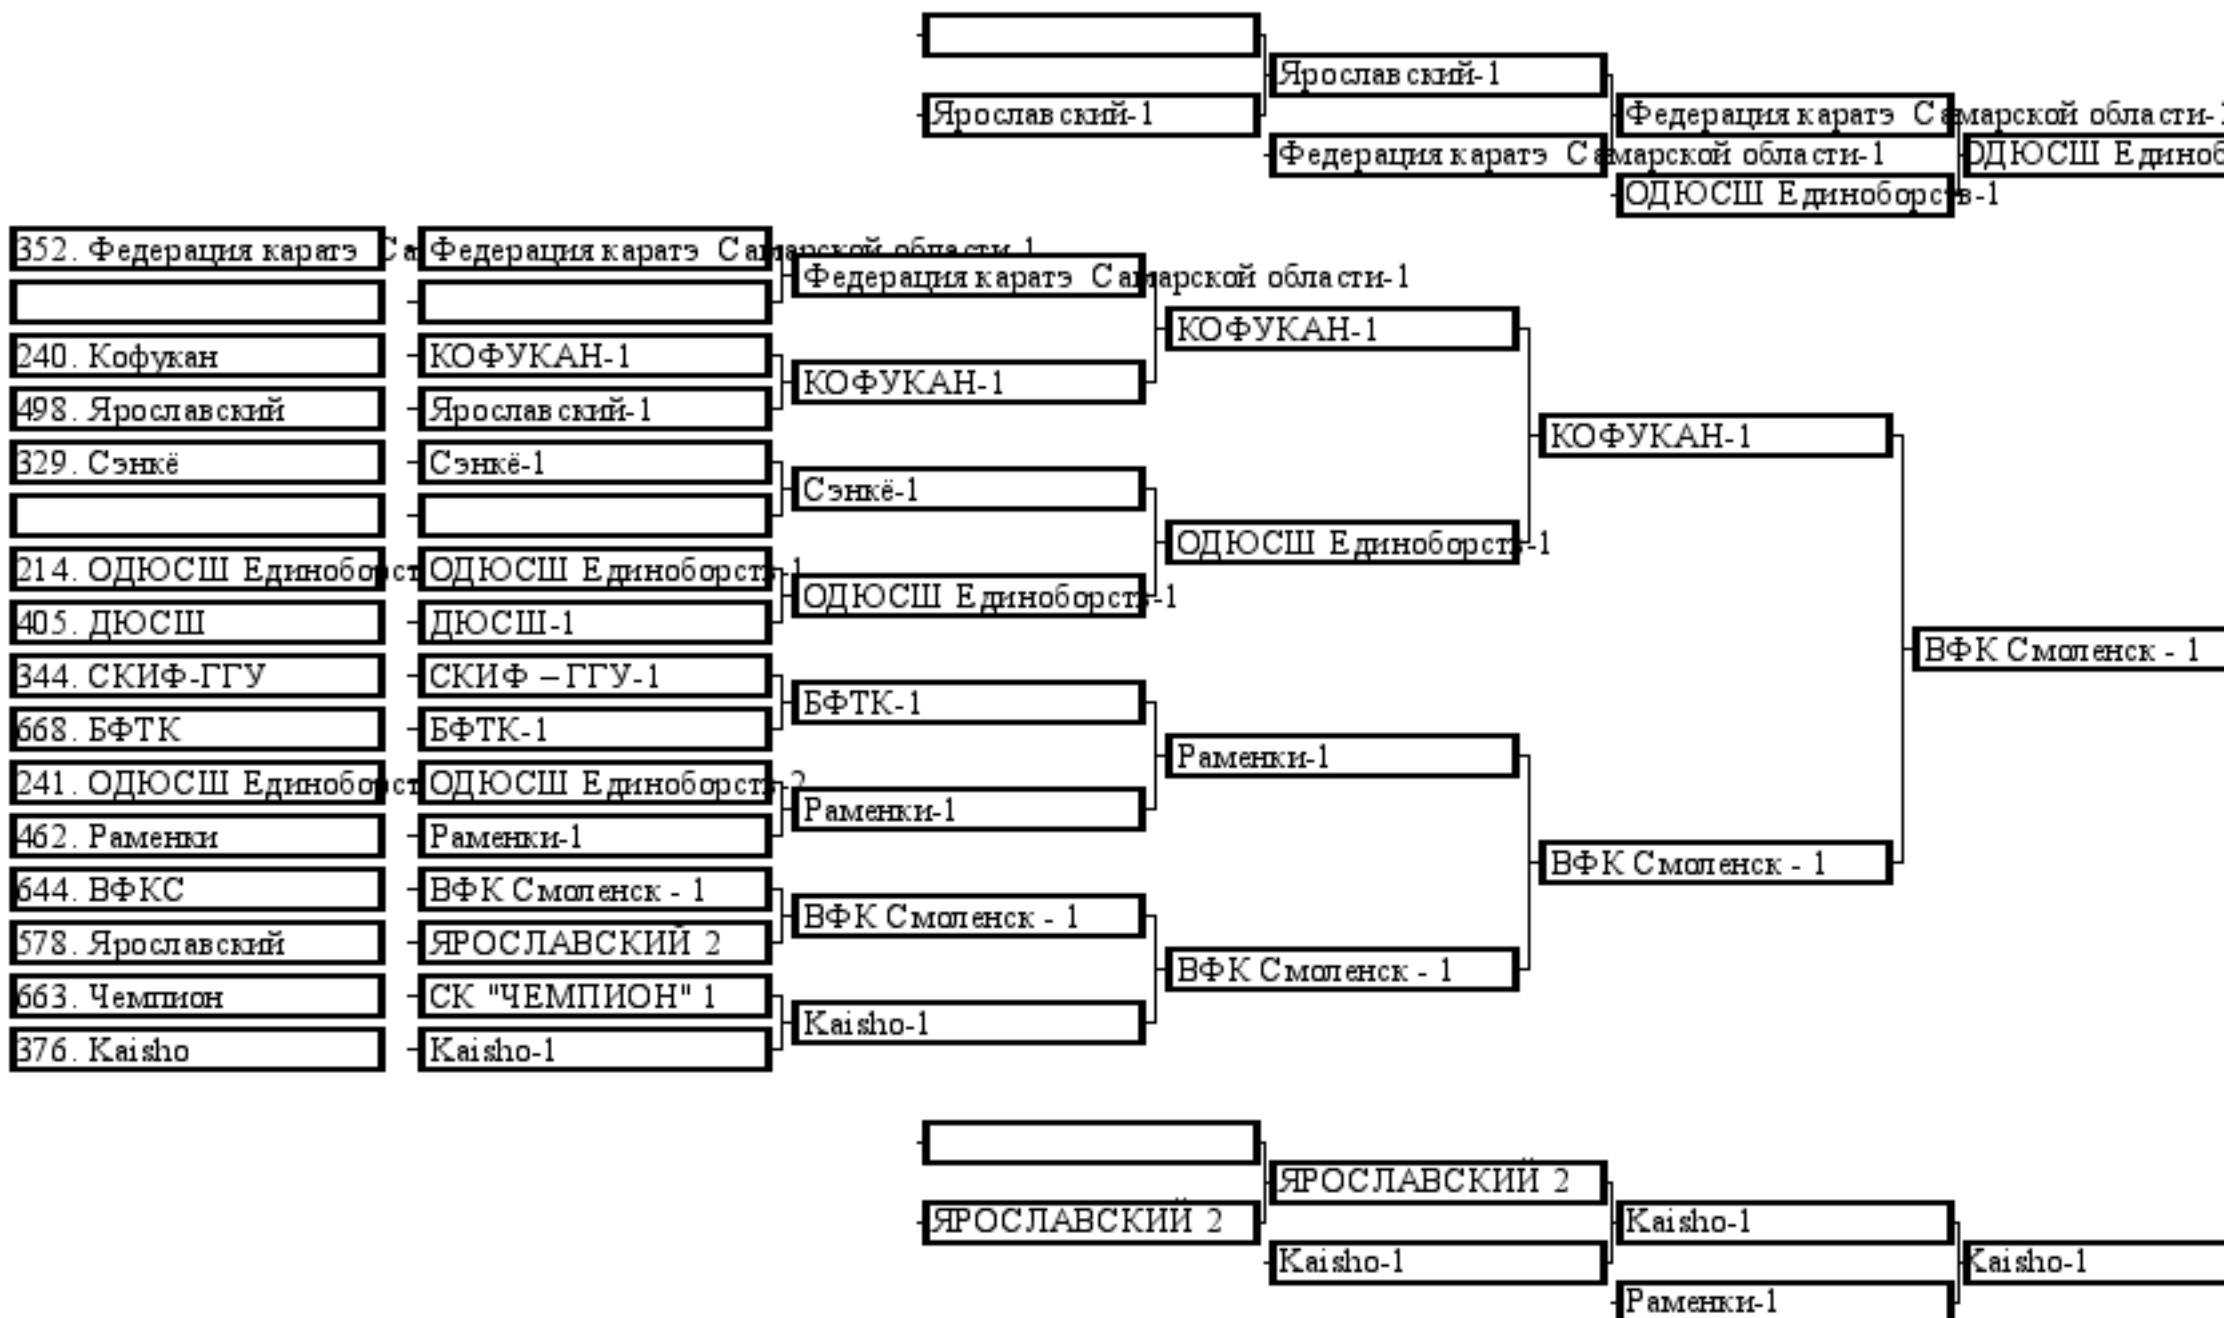 Ярославский-1
Ярославский-1
Федерация каратэ Самарской области-1
Федерация каратэ Самарской области-1
ОДЮСШ Единоб
ОДЮСШ Единоборств-1
352. Федерация каратэ Са
Федерация каратэ Самарской области-1
Федерация каратэ Самарской области-1
КОФУКАН-1
240. Кофукан
КОФУКАН-1
КОФУКАН-1
498. Ярославский
Ярославский-1
КОФУКАН-1
329. Сэнкё
Сэнкё-1
Сэнкё-1
ОДЮСШ Единоборств-1
214. ОДЮСШ Единоборст
ОДЮСШ Единоборств-1
ОДЮСШ Единоборств-1
405. ДЮСШ
ДЮСШ-1
ВФК Смоленск - 1
344. СКИФ-ГГУ
СКИФ – ГГУ-1
БФТК-1
668. БФТК
БФТК-1
Раменки-1
241. ОДЮСШ Единоборст
ОДЮСШ Единоборств-2
Раменки-1
462. Раменки
Раменки-1
ВФК Смоленск - 1
644. ВФКС
ВФК Смоленск - 1
ВФК Смоленск - 1
578. Ярославский
ЯРОСЛАВСКИЙ 2
ВФК Смоленск - 1
663. Чемпион
СК "ЧЕМПИОН" 1
Kaisho-1
376. Kaisho
Kaisho-1
ЯРОСЛАВСКИЙ 2
ЯРОСЛАВСКИЙ 2
Kaisho-1
Kaisho-1
Kaisho-1
Раменки-1